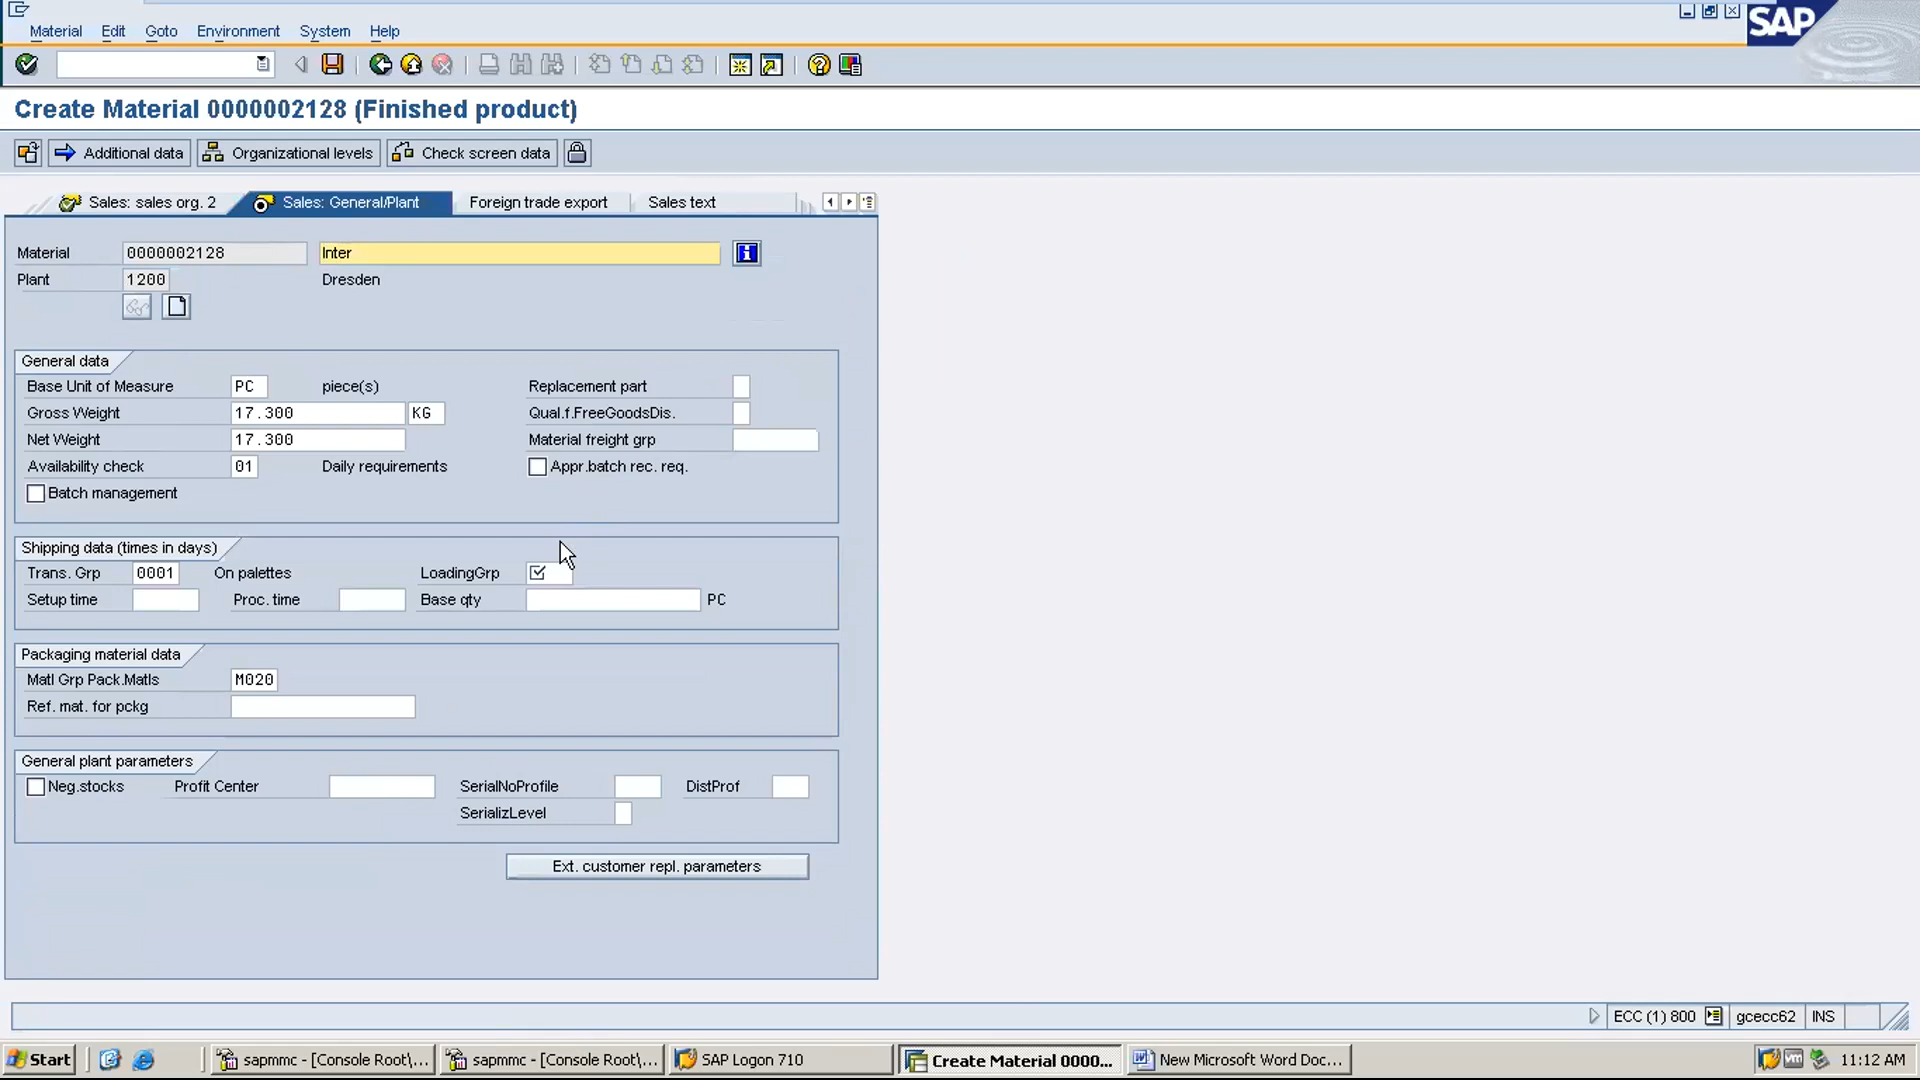 Material Edit Goto Environment System Help
SAP
Create Material 0000002128 (Finished product)
Additional data Organizational levels Check screen data
Sales: sales org. 2 Sales: General/Plant Foreign trade export Sales text
Material 0000002128 Inter
Plant 1200 Dresden
General data
Base Unit of Measure PC piece(s) Replacement part
Gross Weight 17.300 KG Qual.f.FreeGoodsDis.
Net Weight 17.300 Material freight grp
Availability check 01 Daily requirements Appr.batch rec. req.
Batch management
Shipping data (times in days)
Trans. Grp 0001 On palettes LoadingGrp
Setup time Proc. time Base qty PC
Packaging material data
Matl Grp Pack.Matls M020
Ref. mat. for pckg
General plant parameters
Neg.stocks Profit Center SerialNoProfile DistProf
SerializLevel
Ext. customer repl. parameters
ECC (1) 800 gcecc62 INS
Start sapmmc - [Console Root\... sapmmc - [Console Root\... SAP Logon 710 Create Material 0000... New Microsoft Word Doc... 11:12 AM